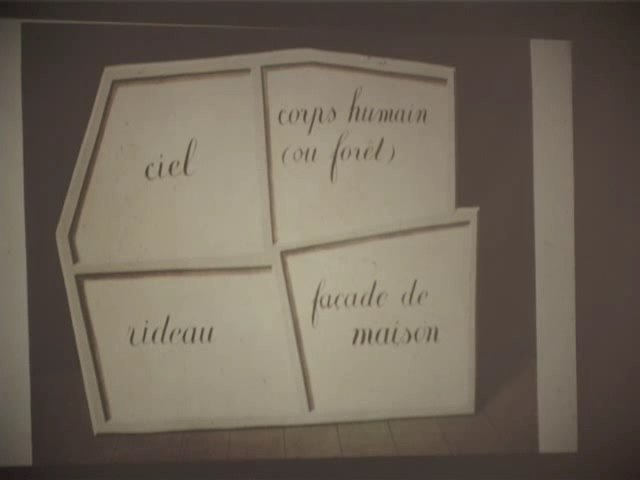 ciel
corps humain
(ou forêt)
rideau
façade de
maison